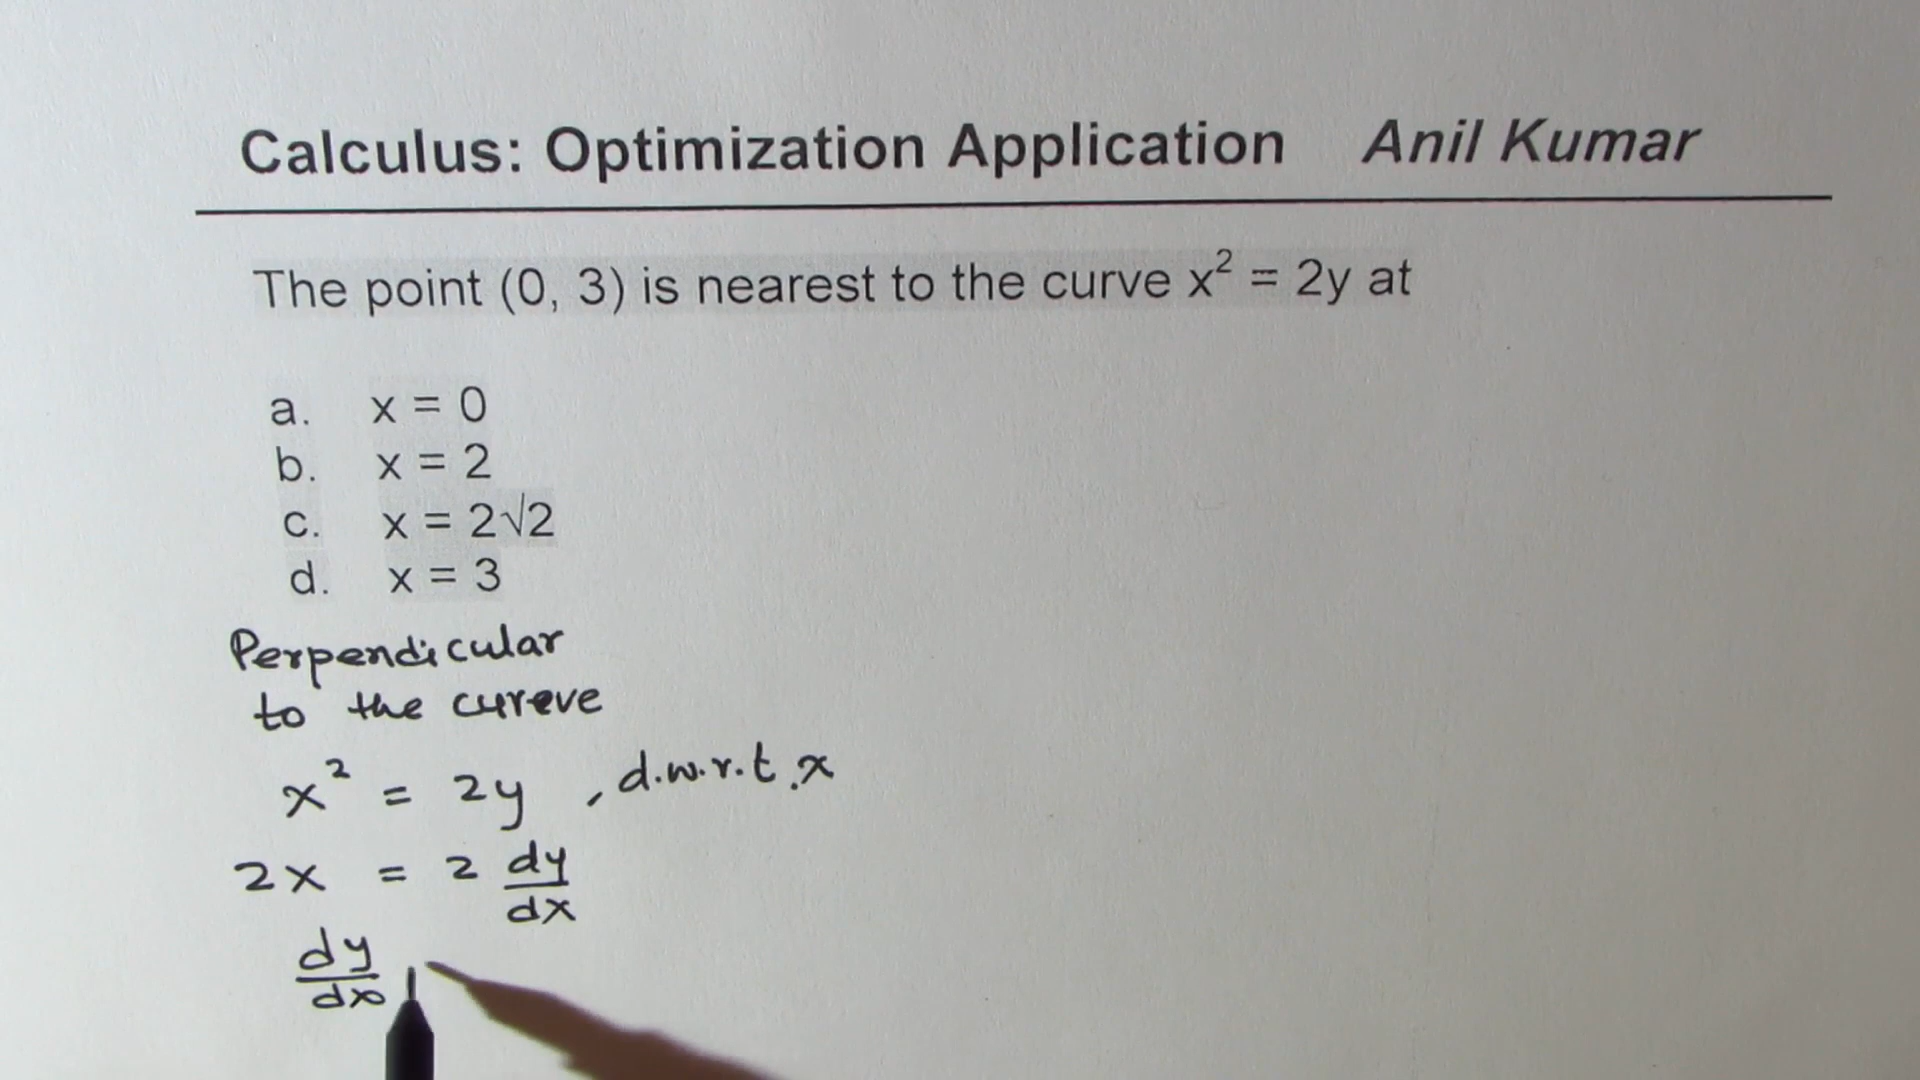 Calculus: Optimization Application Anil Kumar
The point (0, 3) is nearest to the curve x² = 2y at
a. x = 0
b. x = 2
c. x = 2√2
d. x = 3
Perpendicular
to the cureve
x² = 2y , d.w.r.t.x
2x = 2 dy/dx
dy/dx